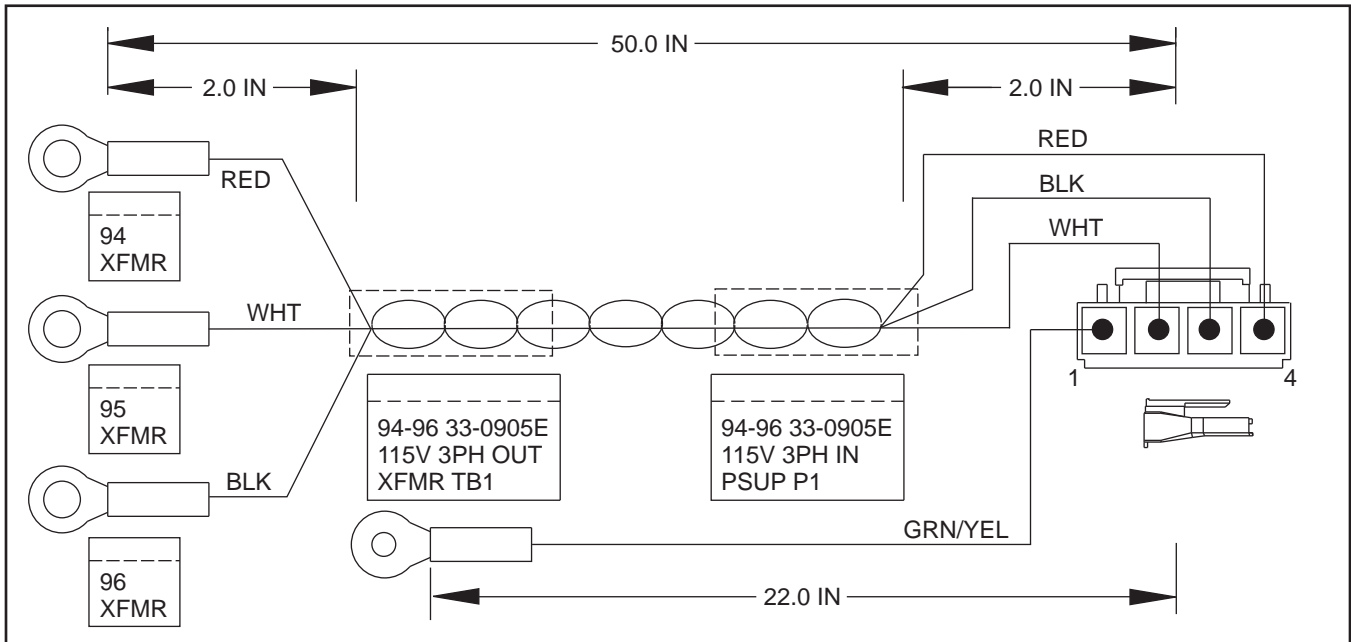 50.0 IN
2.0 IN
2.0 IN
RED
RED
BLK
WHT
94
XFMR
WHT
95
XFMR
BLK
96
XFMR
94-96 33-0905E
115V 3PH OUT
XFMR TB1
94-96 33-0905E
115V 3PH IN
PSUP P1
1
4
GRN/YEL
22.0 IN